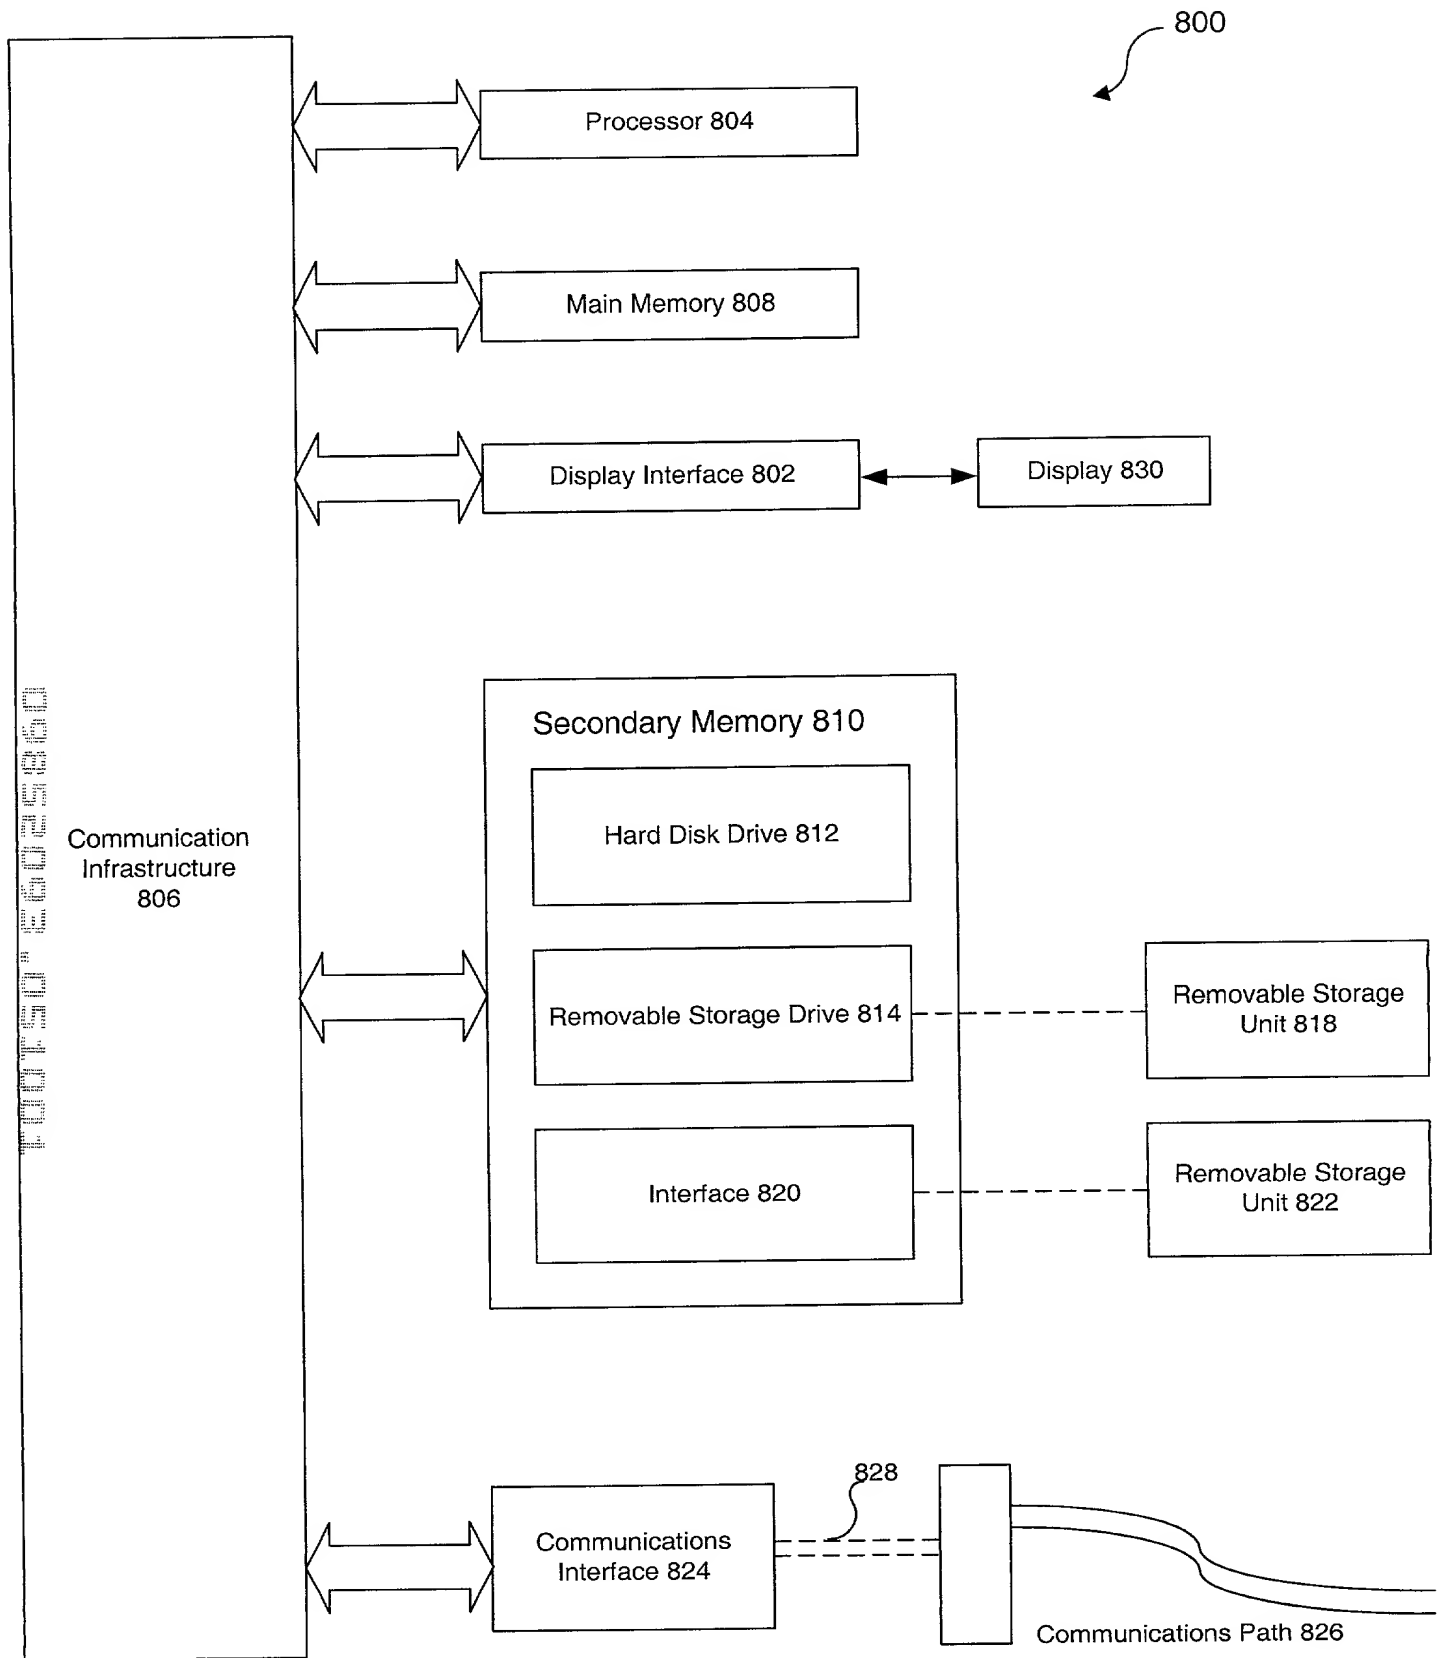 800
Processor 804
Main Memory 808
Display Interface 802
Display 830
Secondary Memory 810
Hard Disk Drive 812
Communication
Infrastructure
806
Removable Storage Drive 814
Removable Storage
Unit 818
Interface 820
Removable Storage
Unit 822
828
Communications
Interface 824
Communications Path 826